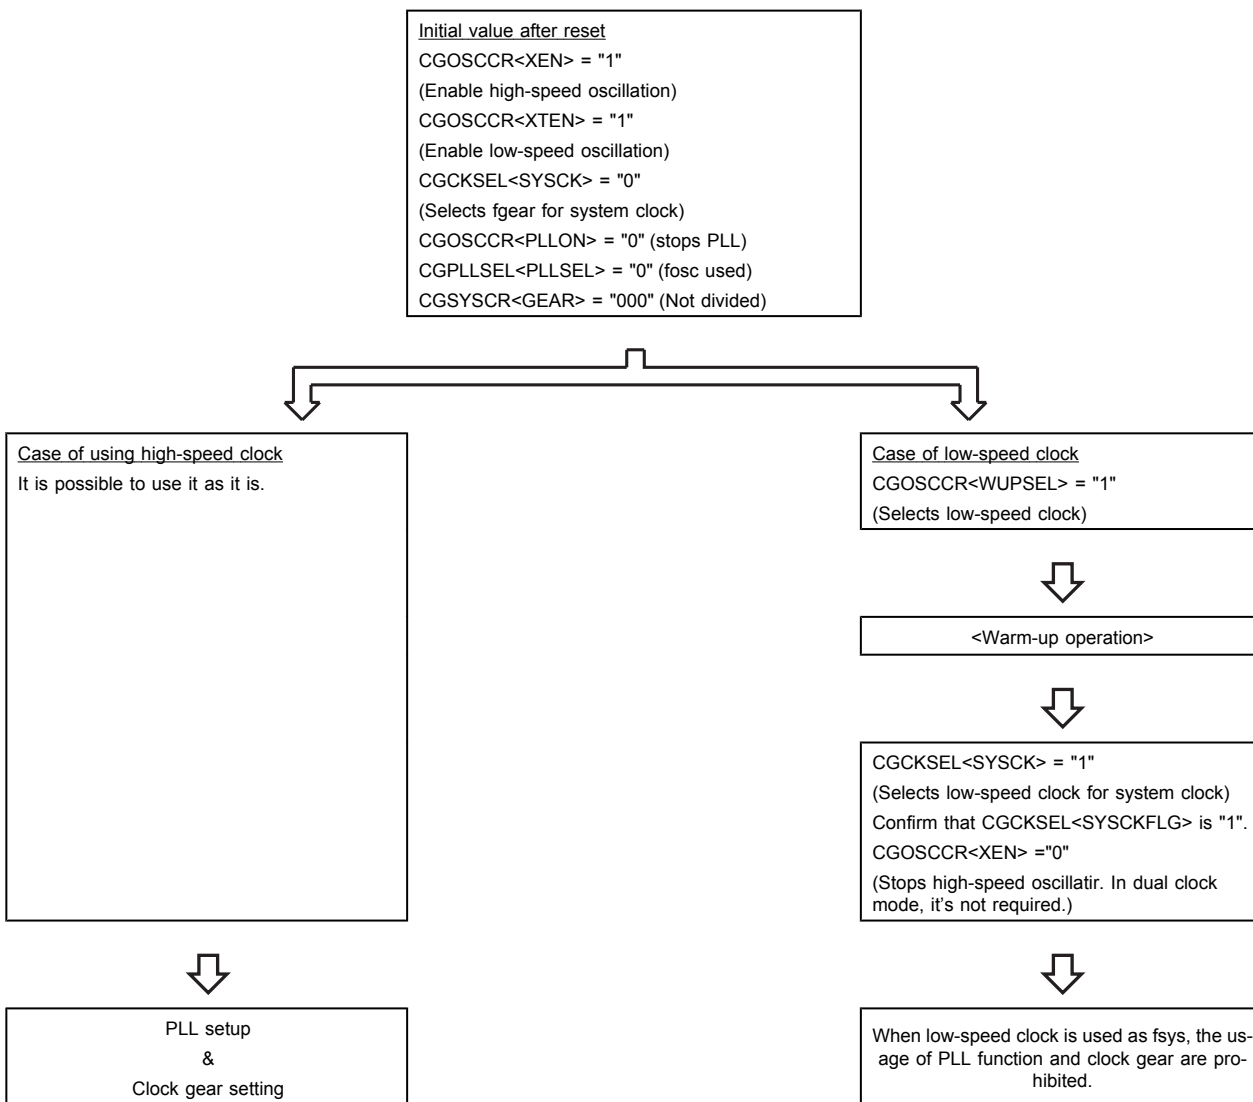 Initial value after reset
CGOSCCR<XEN> = "1"
(Enable high-speed oscillation)
CGOSCCR<XTEN> = "1"
(Enable low-speed oscillation)
CGCKSEL<SYSCK> = "0"
(Selects fgear for system clock)
CGOSCCR<PLLON> = "0" (stops PLL)
CGPLLSEL<PLLSEL> = "0" (fosc used)
CGSYSCR<GEAR> = "000" (Not divided)
Case of using high-speed clock
It is possible to use it as it is.
PLL setup
&
Clock gear setting
Case of low-speed clock
CGOSCCR<WUPSEL> = "1"
(Selects low-speed clock)
<Warm-up operation>
CGCKSEL<SYSCK> = "1"
(Selects low-speed clock for system clock)
Confirm that CGCKSEL<SYSCKFLG> is "1".
CGOSCCR<XEN> ="0"
(Stops high-speed oscillatir. In dual clock
mode, it's not required.)
When low-speed clock is used as fsys, the us-
age of PLL function and clock gear are pro-
hibited.